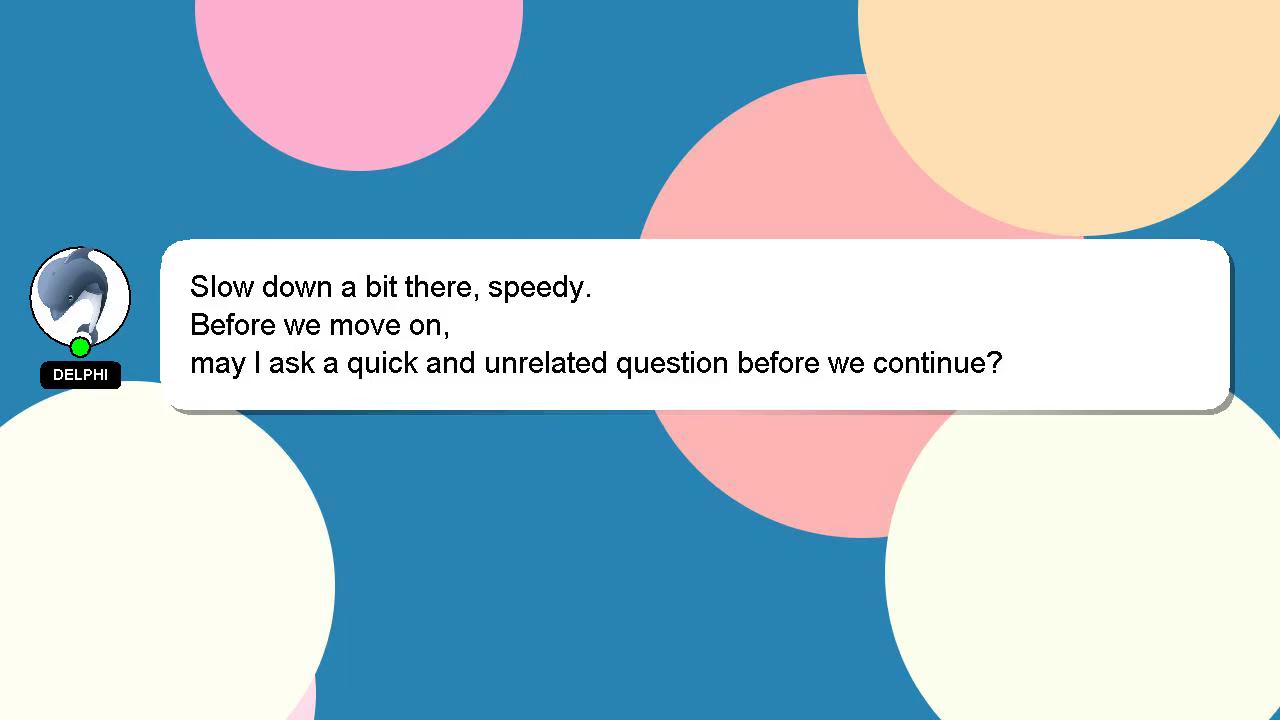 Slow down a bit there, speedy.
Before we move on,
may I ask a quick and unrelated question before we continue?
DELPHI